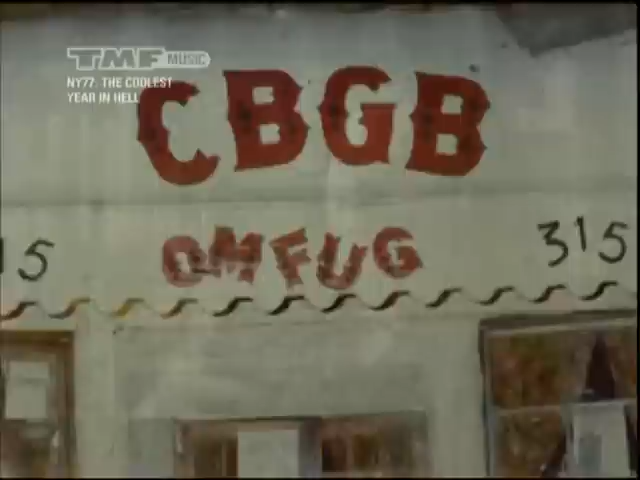 TMF MUSIC
NY77: THE COOLEST
YEAR IN HELL
CBGB
OMFUG
315
15